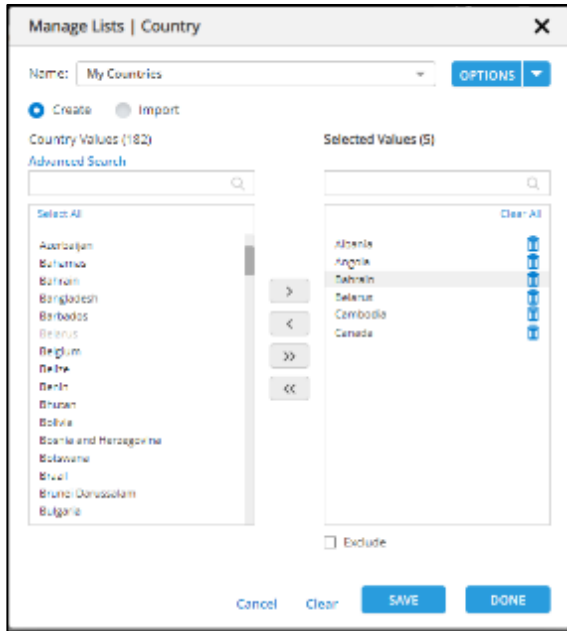 Manage Lists | Country
Name: My Countries
OPTIONS
Create Import
Country Values (182)
Advanced Search
Select All
Azerbaijan
Bahamas
Bahrain
Bangladesh
Barbados
Belarus
Belgium
Belize
Benin
Bhutan
Bolivia
Bosnia and Herzegovina
Botswana
Brazil
Brunei Darussalam
Bulgaria
>
<
>>
<<
Selected Values (5)
Clear All
Albania
Angola
Bahrain
Belarus
Cambodia
Canada
Exclude
Cancel Clear SAVE DONE